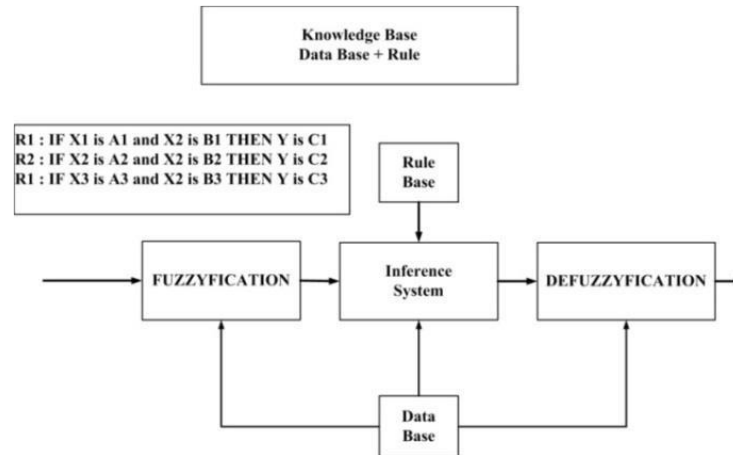 Knowledge Base
Data Base + Rule
R1 : IF X1 is A1 and X2 is B1 THEN Y is C1
R2 : IF X2 is A2 and X2 is B2 THEN Y is C2
R1 : IF X3 is A3 and X2 is B3 THEN Y is C3
Rule
Base
FUZZYFICATION
Inference
System
DEFUZZYFICATION
Data
Base